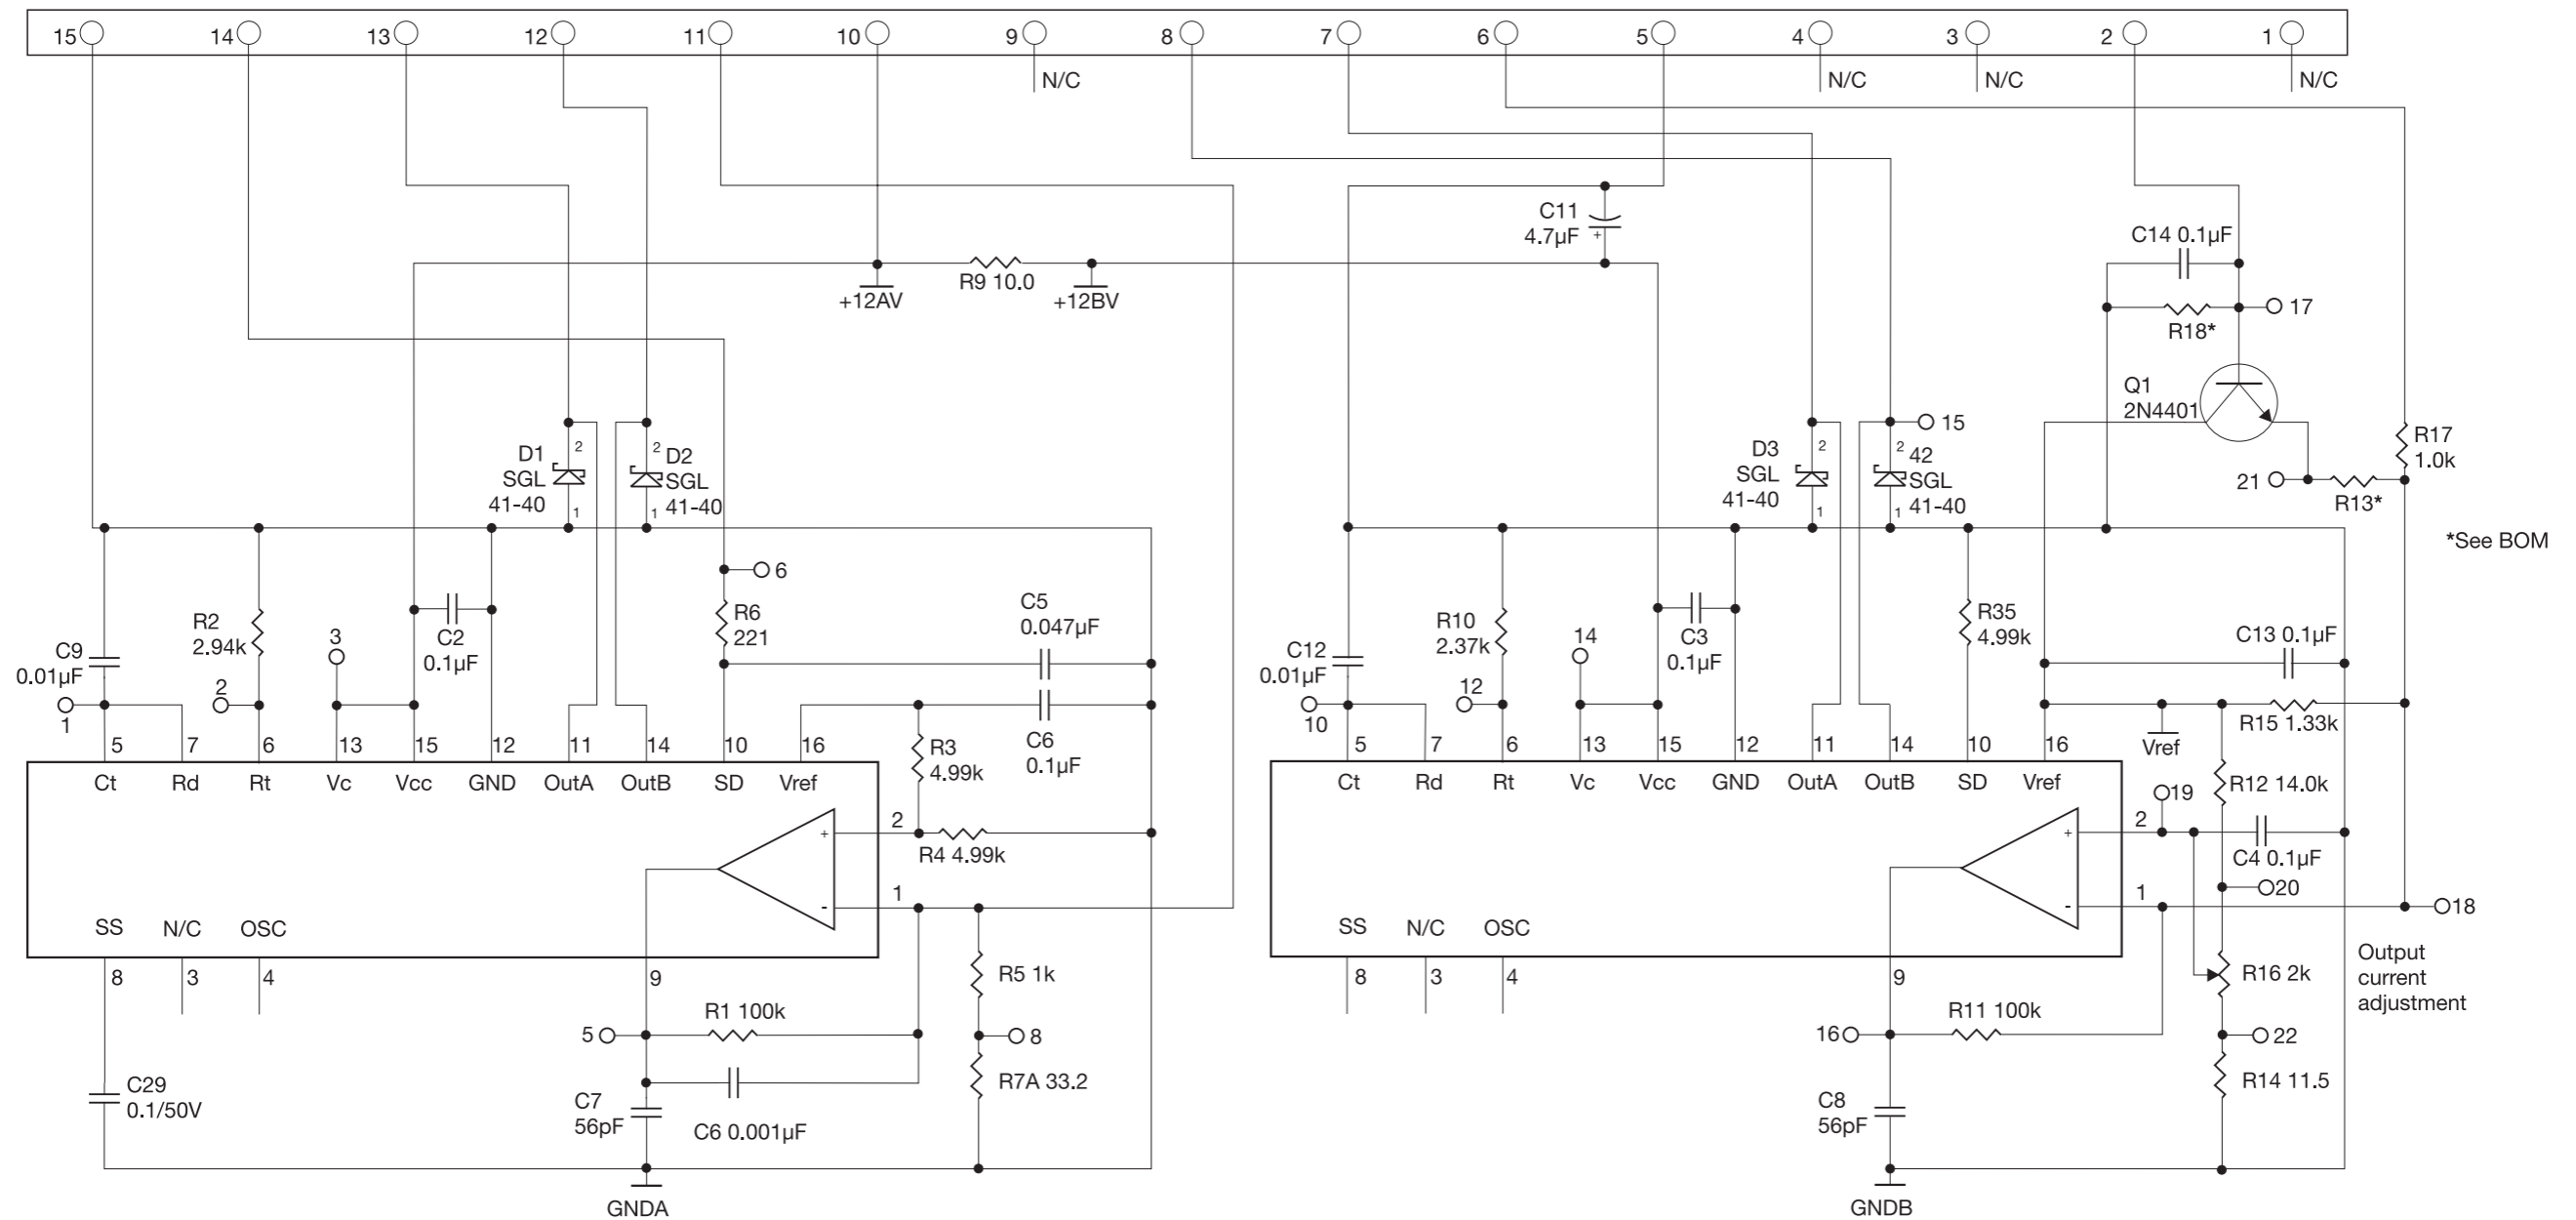 15 14 13 12 11 10 9 8 7 6 5 4 3 2 1
N/C N/C N/C N/C
C11
4.7µF
+
C14 0.1µF
R9 10.0
+12AV
+12BV
17
R18*
Q1
2N4401
15
R17
1.0k
D1
SGL
41-40
2
1
2
1
D2
SGL
41-40
D3
SGL
41-40
2
1
2
1
42
SGL
41-40
21
R13*
*See BOM
6
C5
0.047µF
R6
221
R2
2.94k
3
C2
0.1µF
C9
0.01µF
1
2
R10
2.37k
14
C3
0.1µF
R35
4.99k
C13 0.1µF
C12
0.01µF
10
12
C6
0.1µF
R3
4.99k
R15 1.33k
Vref
5 7 6 13 15 12 11 14 10 16
Ct Rd Rt Vc Vcc GND OutA OutB SD Vref
5 7 6 13 15 12 11 14 10 16
Ct Rd Rt Vc Vcc GND OutA OutB SD Vref
R12 14.0k
19
+
2
R4 4.99k
+
2
C4 0.1µF
20
-
1
-
1
18
SS N/C OSC
SS N/C OSC
8 3 4 9
8 3 4 9
R5 1k
R16 2k
Output
current
adjustment
R1 100k
5
8
R11 100k
16
22
R7A 33.2
R14 11.5
C29
0.1/50V
C7
56pF
C6 0.001µF
C8
56pF
GNDA
GNDB